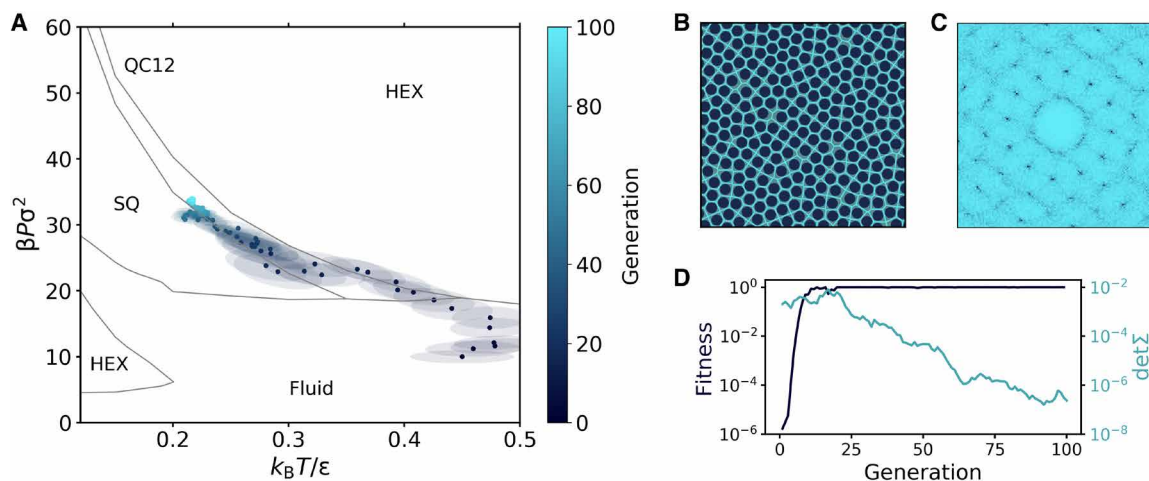 A
60
50
40
30
20
10
0
βPσ²
QC12
HEX
SQ
HEX
Fluid
0.2
0.3
0.4
0.5
k_BT/ε
100
80
60
40
20
0
Generation
B
C
D
Fitness
10⁰
10⁻²
10⁻⁴
10⁻⁶
0
25
50
75
100
Generation
10⁻²
10⁻⁴
10⁻⁶
10⁻⁸
detΣ